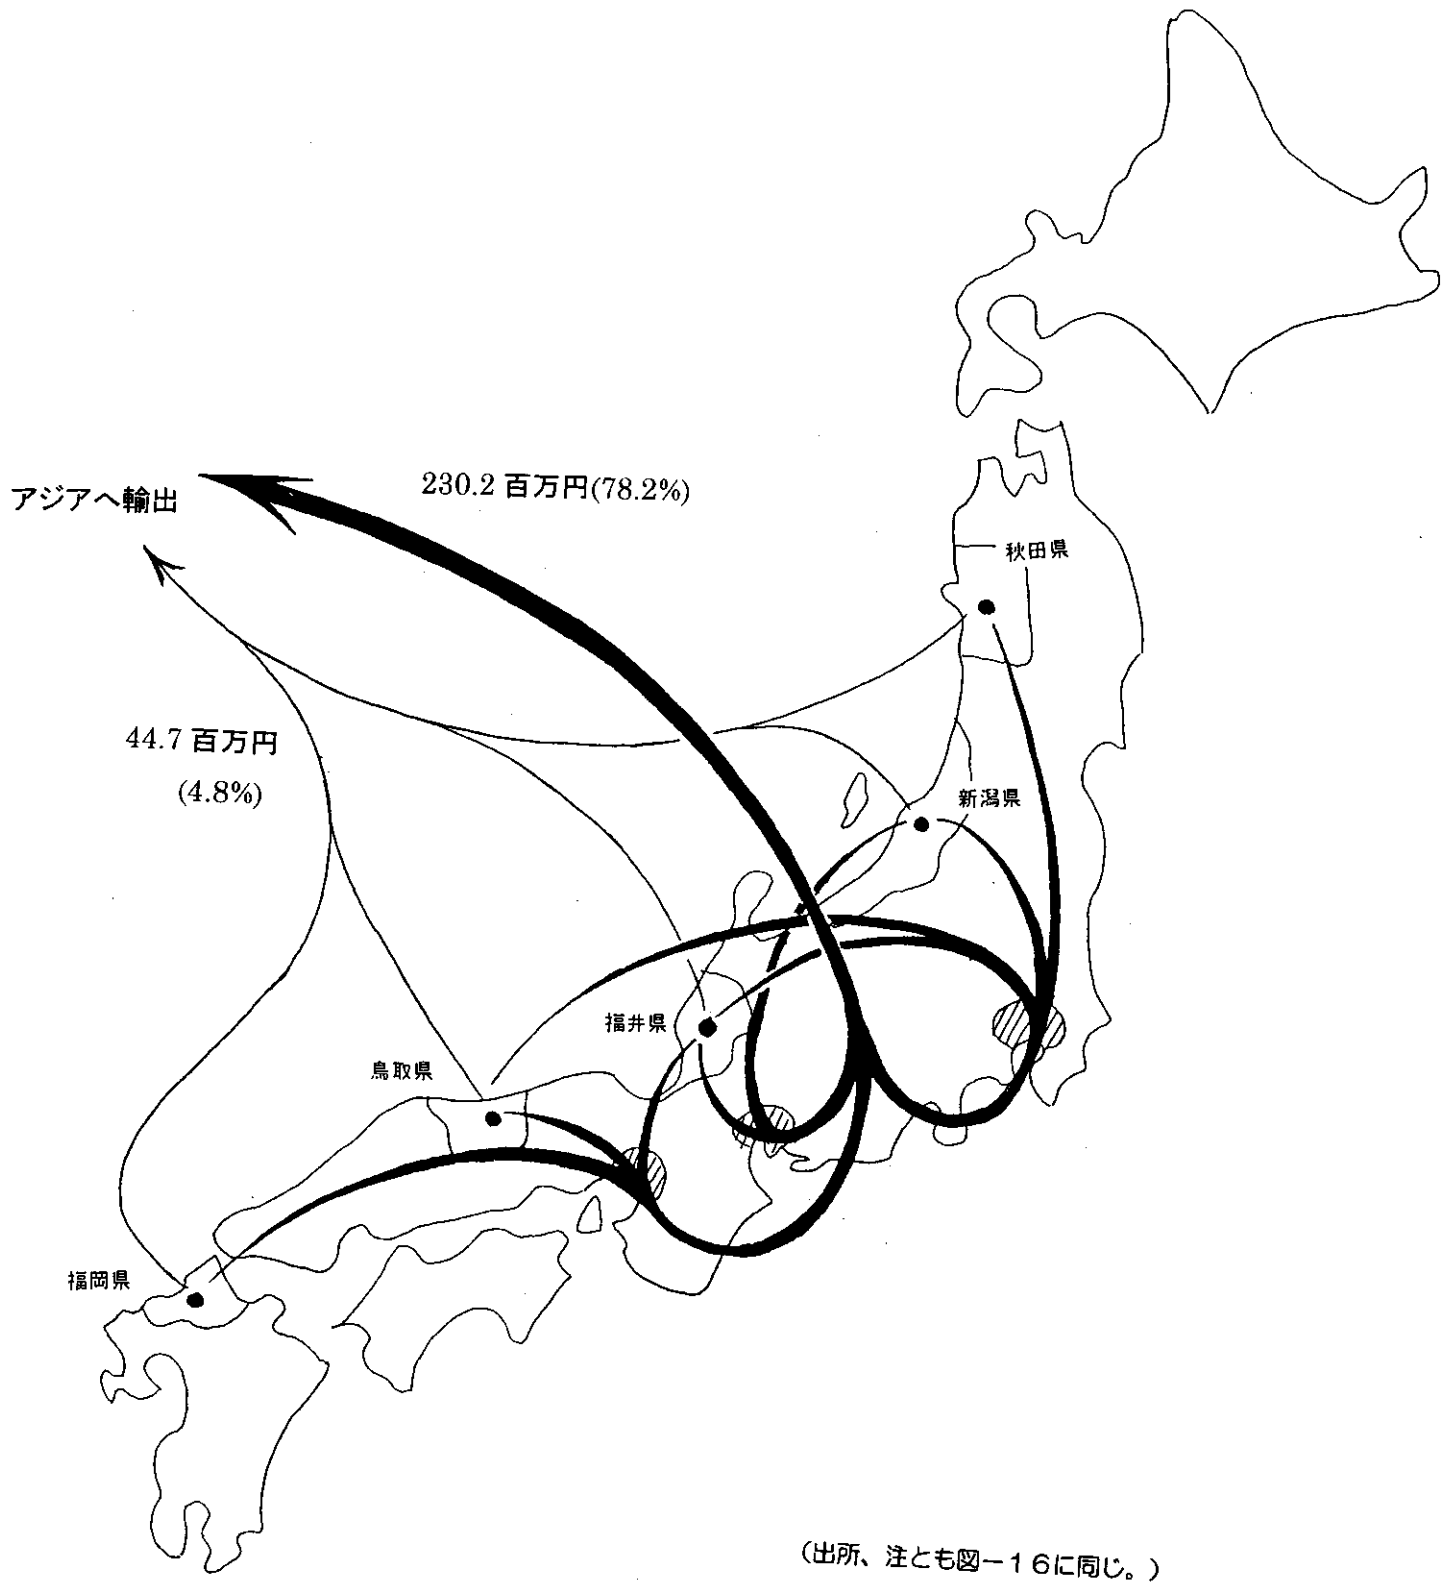 230.2 百万円(78.2%)
アジアへ輸出
秋田県
44.7 百万円
(4.8%)
新潟県
福井県
鳥取県
福岡県
(出所、注とも図－16に同じ。)